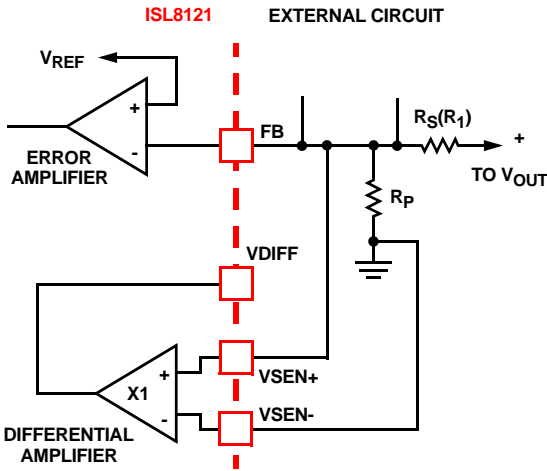 ISL8121
EXTERNAL CIRCUIT
VREF
+
-
ERROR
AMPLIFIER
FB
RS(R1)
+
TO VOUT
RP
VDIFF
X1
+
-
VSEN+
VSEN-
DIFFERENTIAL
AMPLIFIER